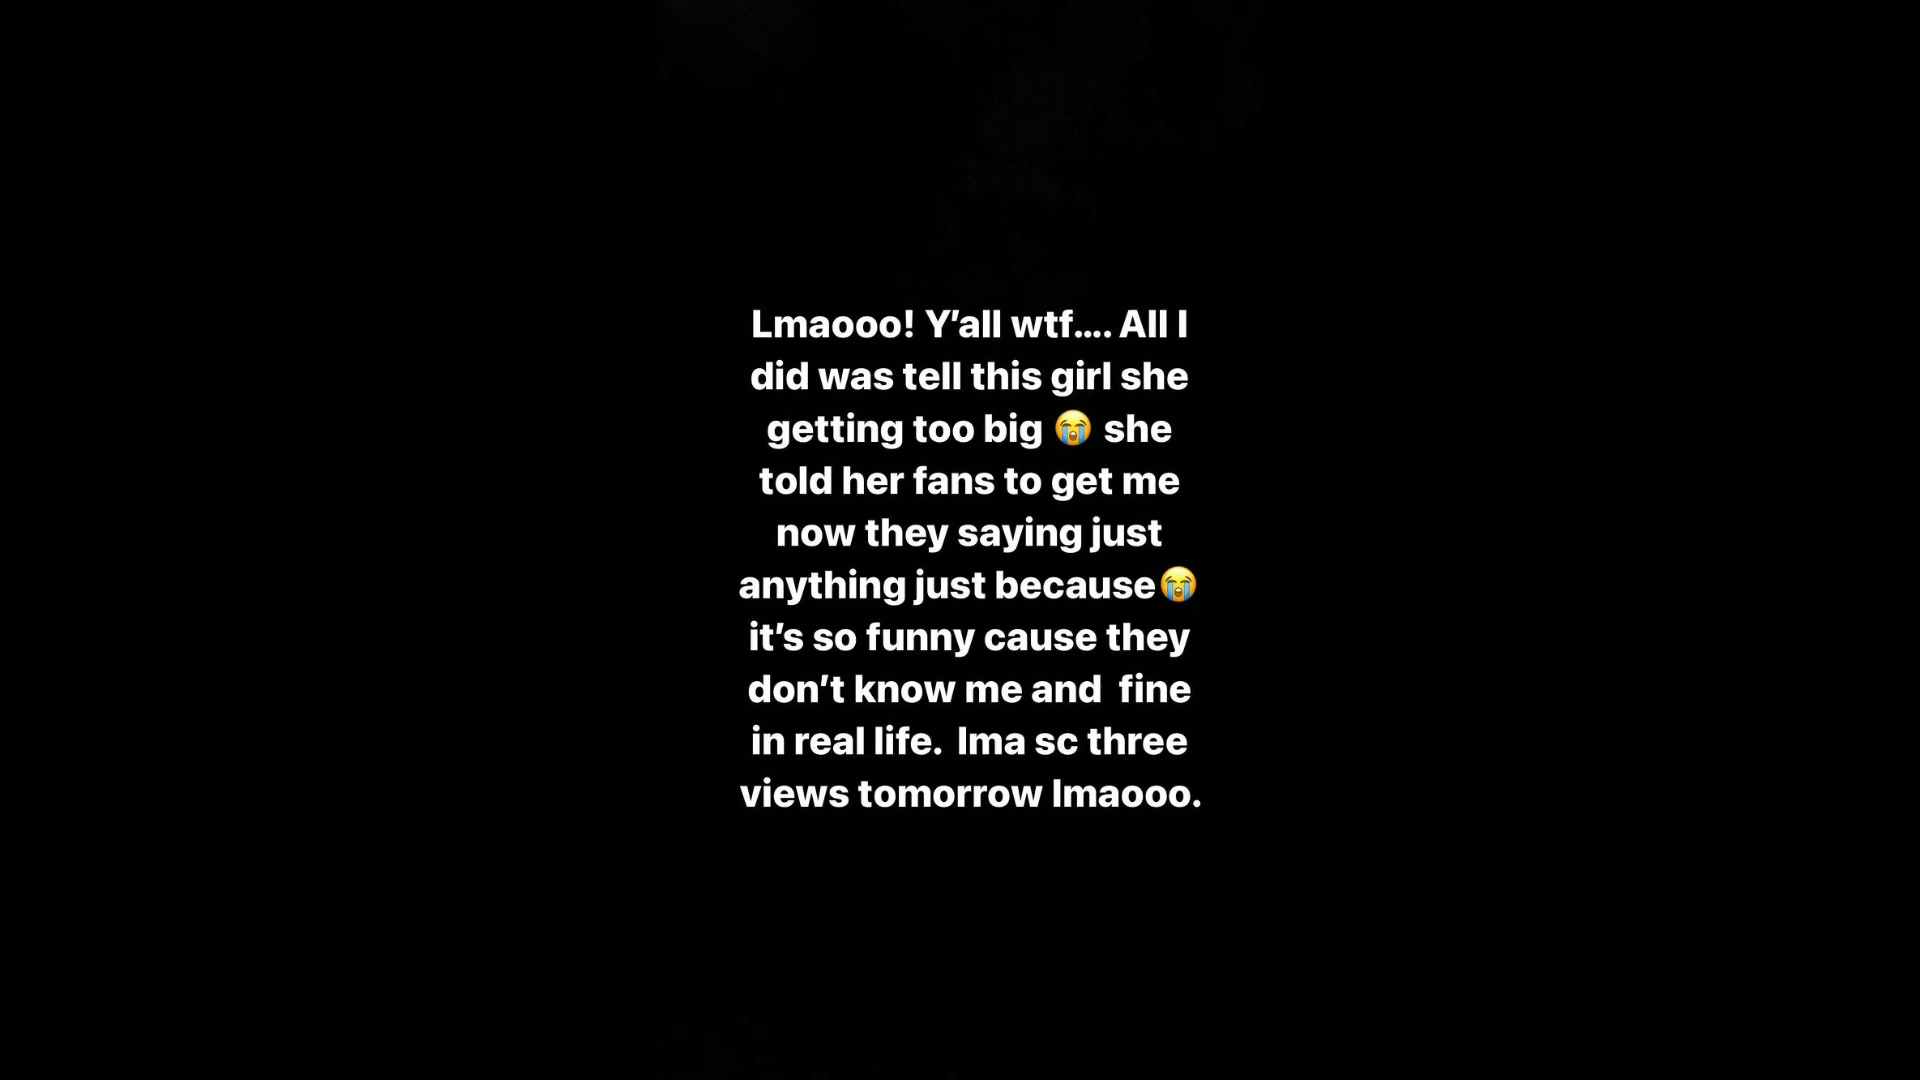 Lmaooo! Y’all wtf.... All I
did was tell this girl she
getting too big 😭 she
told her fans to get me
now they saying just
anything just because😭
it’s so funny cause they
don’t know me and  fine
in real life.  Ima sc three
views tomorrow lmaooo.